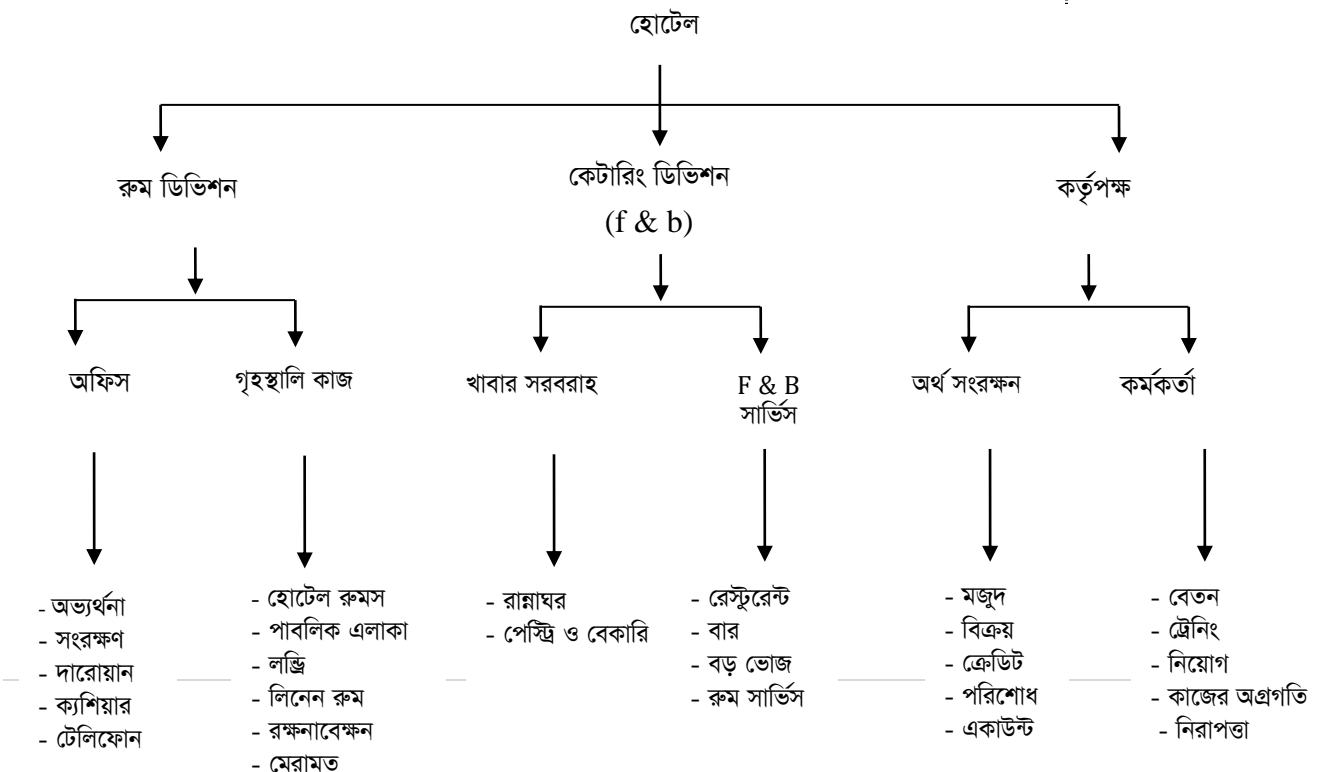 হোটেল
রুম ডিভিশন
কেটারিং ডিভিশন
(f & b)
কর্তৃপক্ষ
অফিস
গৃহস্থালি কাজ
খাবার সরবরাহ
F & B
সার্ভিস
অর্থ সংরক্ষন
কর্মকর্তা
- অভ্যর্থনা
- সংরক্ষণ
- দারোয়ান
- ক্যশিয়ার
- টেলিফোন
- হোটেল রুমস
- পাবলিক এলাকা
- লন্ড্রি
- লিনেন রুম
- রক্ষনাবেক্ষন
- মেরামত
- রান্নাঘর
- পেস্ট্রি ও বেকারি
- রেস্টুরেন্ট
- বার
- বড় ভোজ
- রুম সার্ভিস
- মজুদ
- বিক্রয়
- ক্রেডিট
- পরিশোধ
- একাউন্ট
- বেতন
- ট্রেনিং
- নিয়োগ
- কাজের অগ্রগতি
- নিরাপত্তা